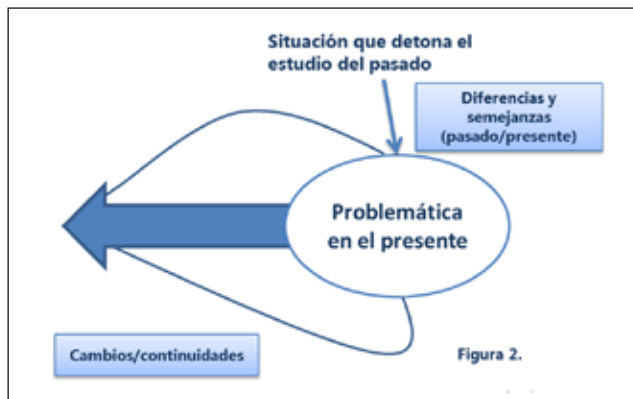 Situación que detona el
estudio del pasado
Diferencias y
semejanzas
(pasado/presente)
Problemática
en el presente
Cambios/continuidades
Figura 2.